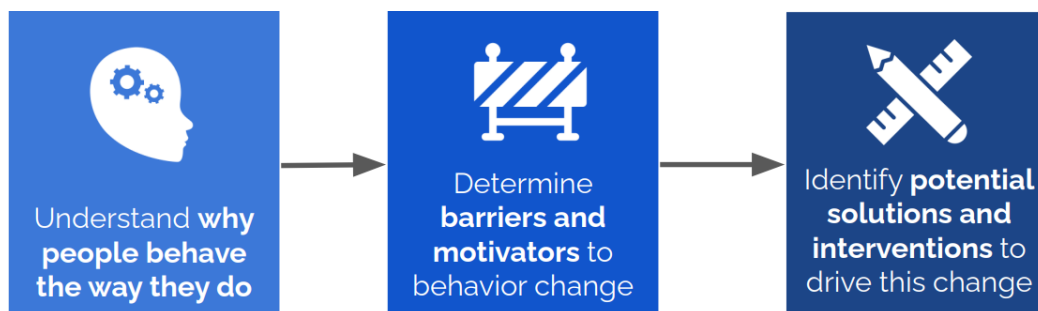 Understand why
people behave
the way they do
Determine
barriers and
motivators to
behavior change
Identify potential
solutions and
interventions to
drive this change